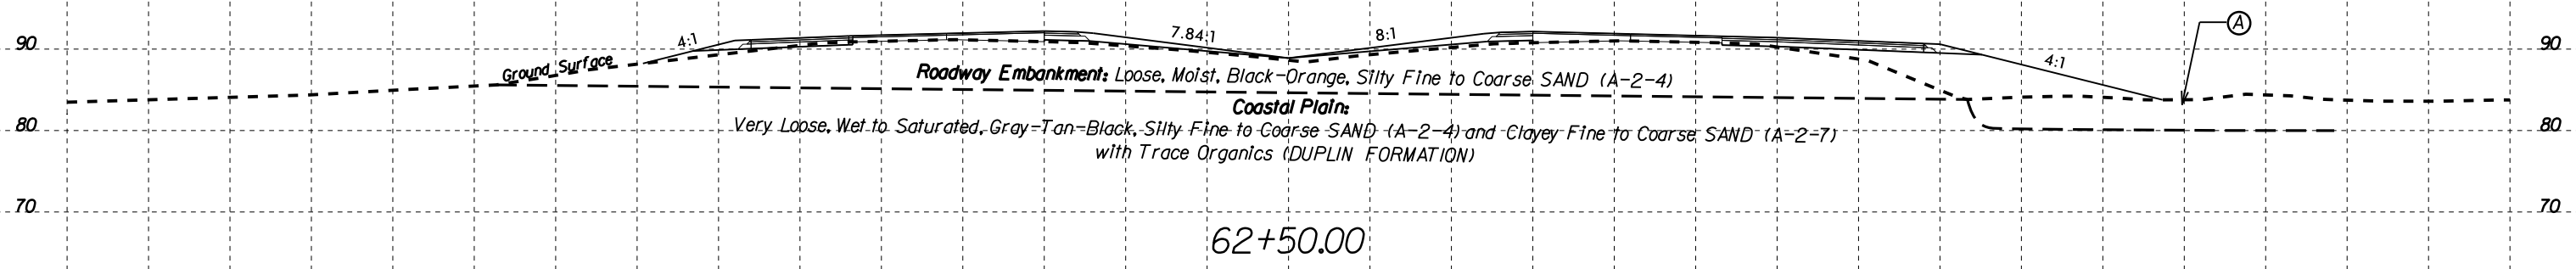 A
4:1
7.84:1
8:1
90
90
Ground Surface
4:1
Roadway Embankment: Loose, Moist, Black-Orange, Silty Fine to Coarse SAND (A-2-4)
Coastal Plain:
80
Very Loose, Wet to Saturated, Gray-Tan-Black, Silty Fine to Coarse SAND (A-2-4) and Clayey Fine to Coarse SAND (A-2-7)
80
with Trace Organics (DUPLIN FORMATION)
70
70
62+50.00